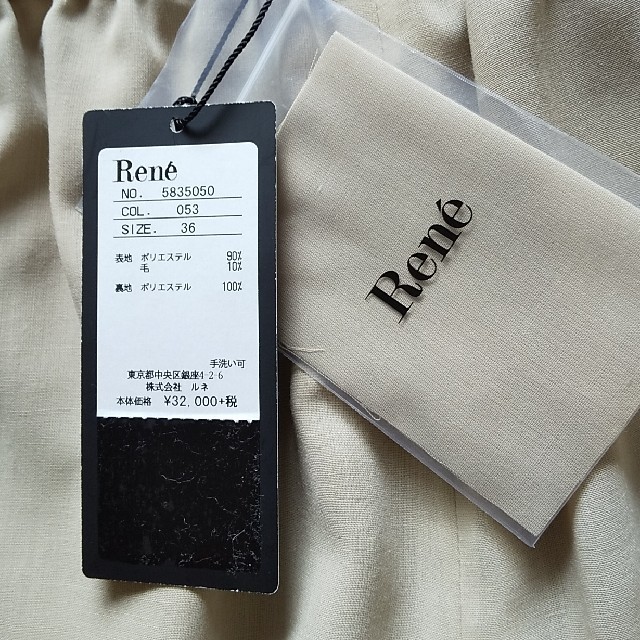 René
NO. 5835050
COL. 053
SIZE. 36
表地 ポリエステル 90%
毛 10%
裏地 ポリエステル 100%
手洗い可
東京都中央区銀座4-2-6
株式会社 ルネ
本体価格 ¥32,000+税
René